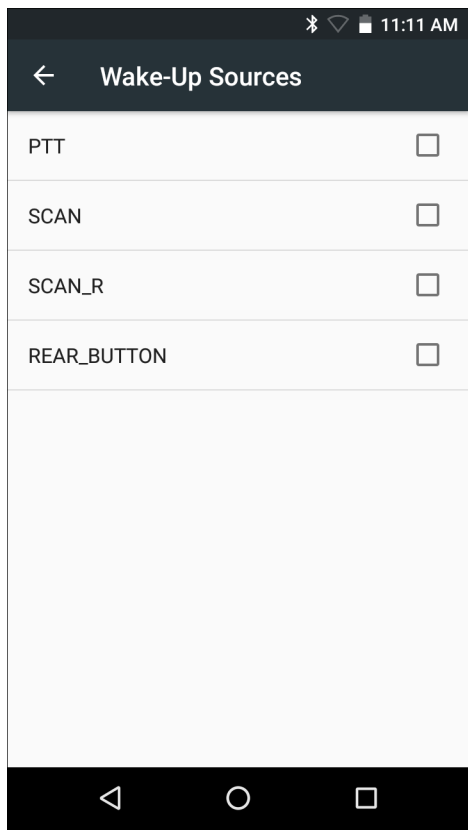 11:11 AM
Wake-Up Sources
PTT
SCAN
SCAN_R
REAR_BUTTON